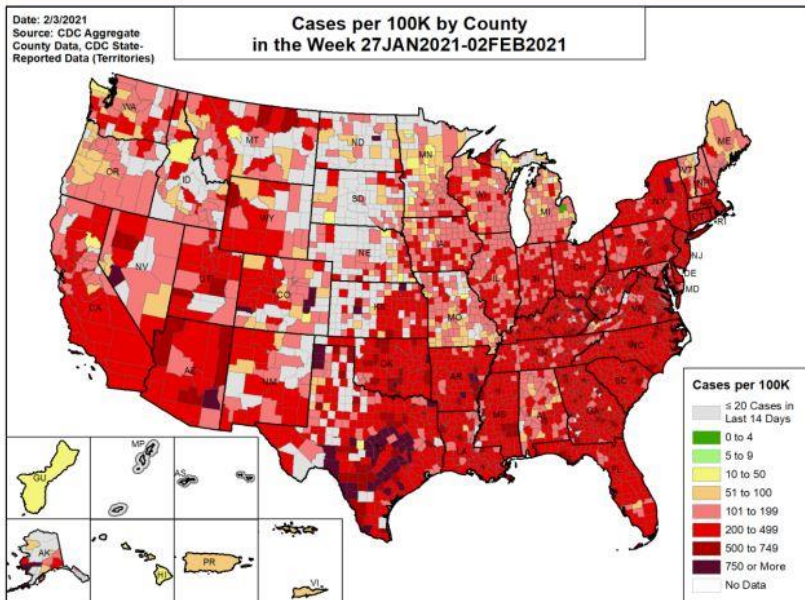 Date: 2/3/2021
Source: CDC Aggregate
County Data, CDC State-
Reported Data (Territories)
Cases per 100K by County
in the Week 27JAN2021-02FEB2021
WA
MT
ND
MN
ME
OR
ID
SD
WI
MI
VT
NH
NY
MA
CT
RI
WY
NE
IA
PA
NJ
NV
UT
CO
IL
IN
OH
DE
MD
WV
VA
CA
KS
MO
KY
NC
AZ
NM
OK
AR
TN
SC
MS
AL
GA
TX
LA
FL
GU
MP
AS
AK
HI
PR
VI
Cases per 100K
≤ 20 Cases in
Last 14 Days
0 to 4
5 to 9
10 to 50
51 to 100
101 to 199
200 to 499
500 to 749
750 or More
No Data